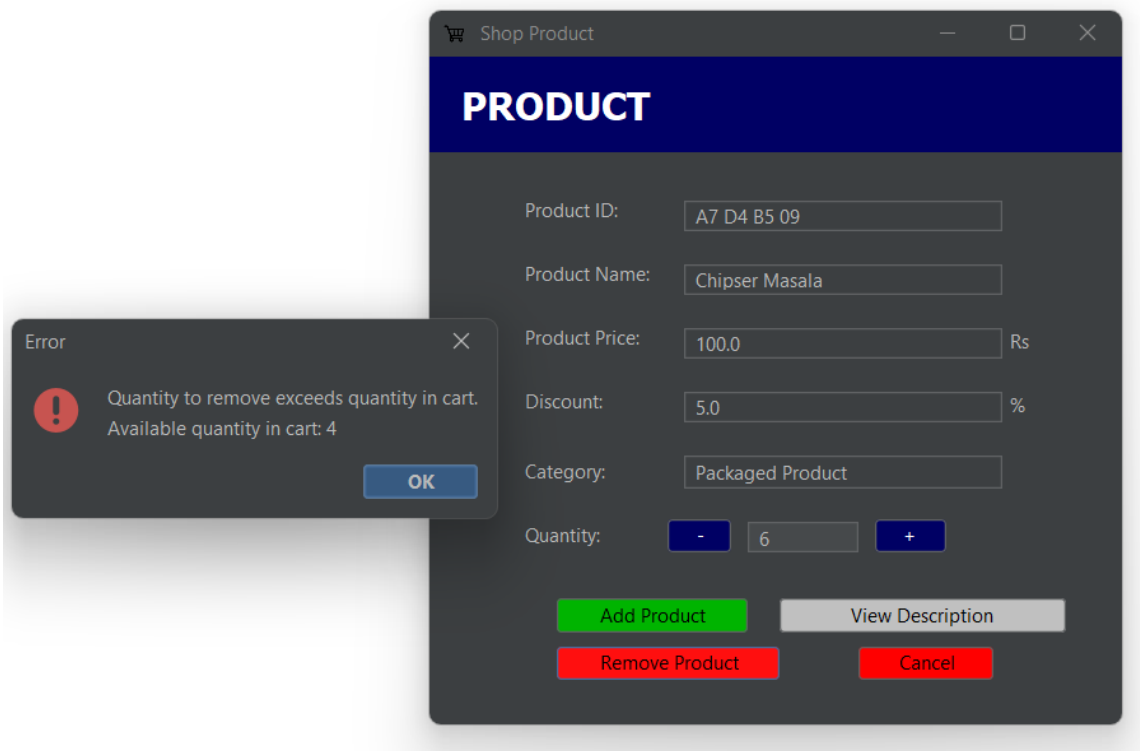 Shop Product
PRODUCT
Product ID: A7 D4 B5 09
Product Name: Chipser Masala
Product Price: 100.0 Rs
Discount: 5.0 %
Category: Packaged Product
Quantity: - 6 +
Add Product View Description
Remove Product Cancel
Error
Quantity to remove exceeds quantity in cart.
Available quantity in cart: 4
OK